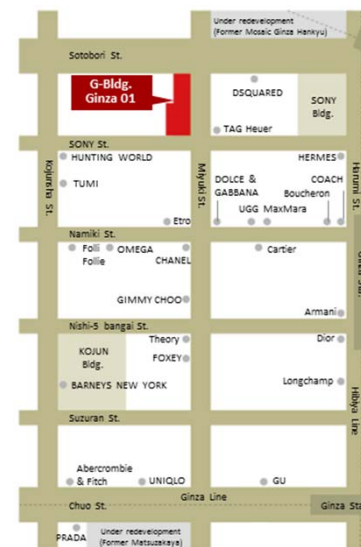 Under redevelopment
(Former Mosaic Ginza Hankyu)
Sotobori St.
G-Bldg.
Ginza 01
DSQUARED
SONY
Bldg.
TAG Heuer
SONY St.
Kojunsha St.
Miyuki St.
Harumi St.
HUNTING WORLD
TUMI
Etro
HERMES
DOLCE &
GABBANA
COACH
Boucheron
UGG MaxMara
Namiki St.
Folli
Follie
OMEGA
CHANEL
Cartier
GIMMY CHOO
Armani
Nishi-5 bangai St.
Theory
FOXEY
KOJUN
Bldg.
BARNEYS NEW YORK
Dior
Longchamp
Hibiya Line
Suzuran St.
Abercrombie
& Fitch
UNIQLO
GU
Ginza Line
Chuo St.
Ginza Sta
PRADA
Under redevelopment
(Former Matsuzakaya)